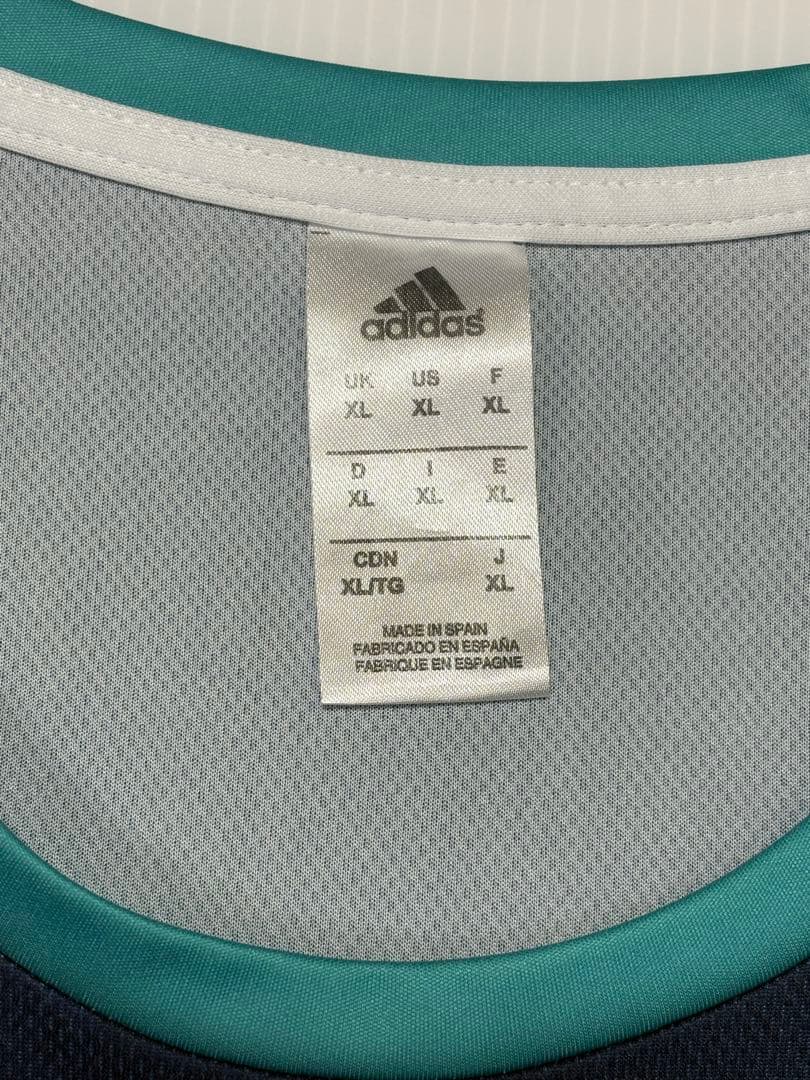 adidas
UK US F
XL XL XL
D I E
XL XL XL
CDN J
XL/TG XL
MADE IN SPAIN
FABRICADO EN ESPAÑA
FABRIQUE EN ESPAGNE